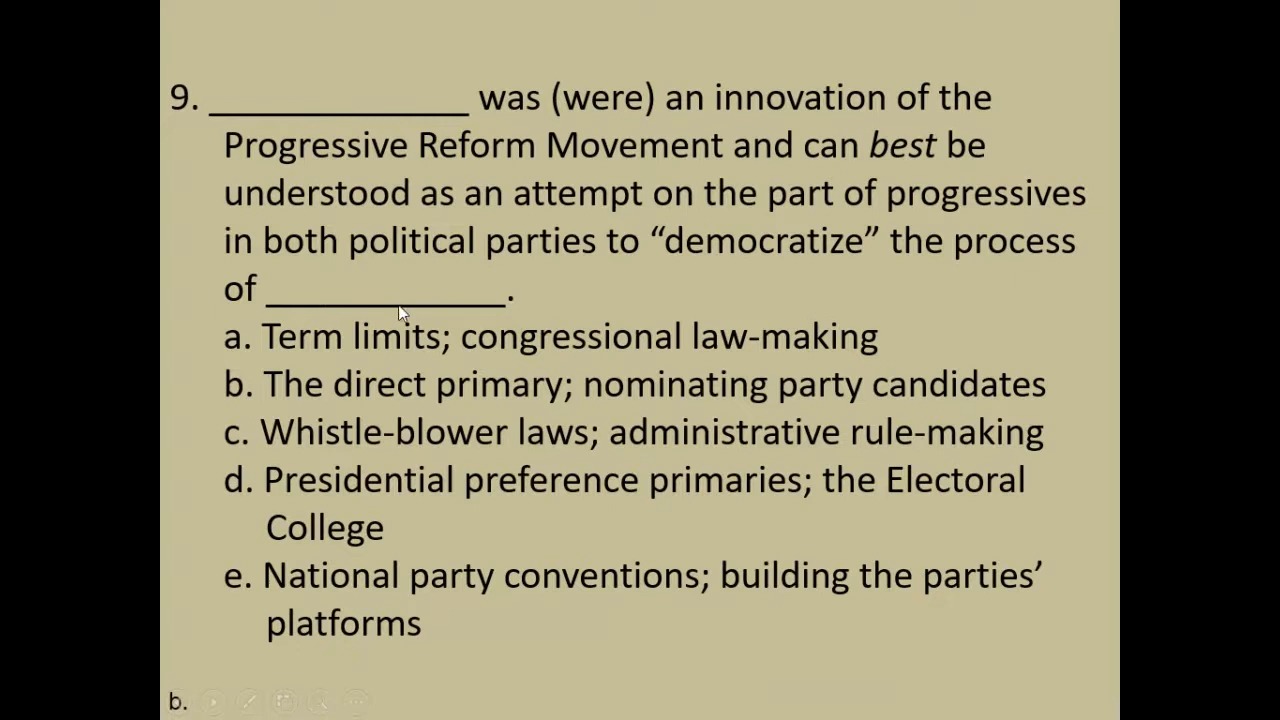 9. _____________ was (were) an innovation of the
Progressive Reform Movement and can best be
understood as an attempt on the part of progressives
in both political parties to “democratize” the process
of ____________.
a. Term limits; congressional law-making
b. The direct primary; nominating party candidates
c. Whistle-blower laws; administrative rule-making
d. Presidential preference primaries; the Electoral
College
e. National party conventions; building the parties’
platforms
b.